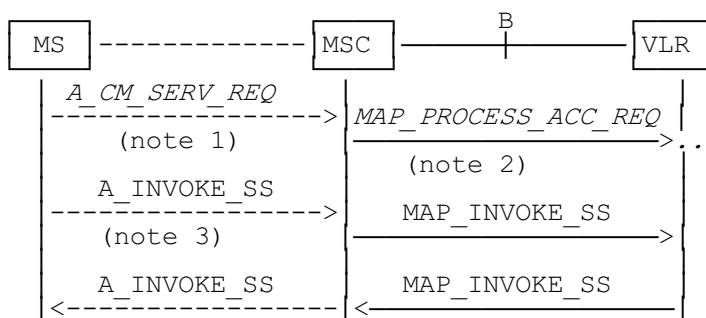 B
MS MSC VLR
A_CM_SERV_REQ
MAP_PROCESS_ACC_REQ
(note 1)
..
(note 2)
A_INVOKE_SS
MAP_INVOKE_SS
(note 3)
A_INVOKE_SS MAP_INVOKE_SS